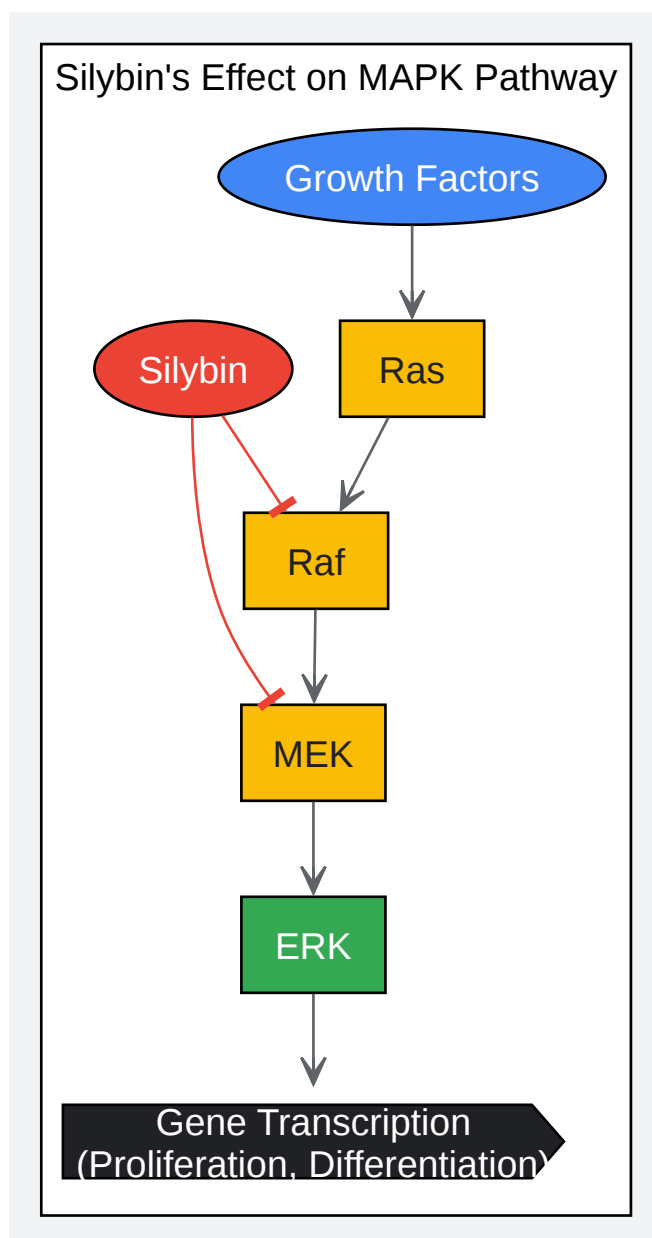 Silybin's Effect on MAPK Pathway
Growth Factors
Silybin
Ras
Raf
MEK
ERK
Gene Transcription
(Proliferation, Differentiation)